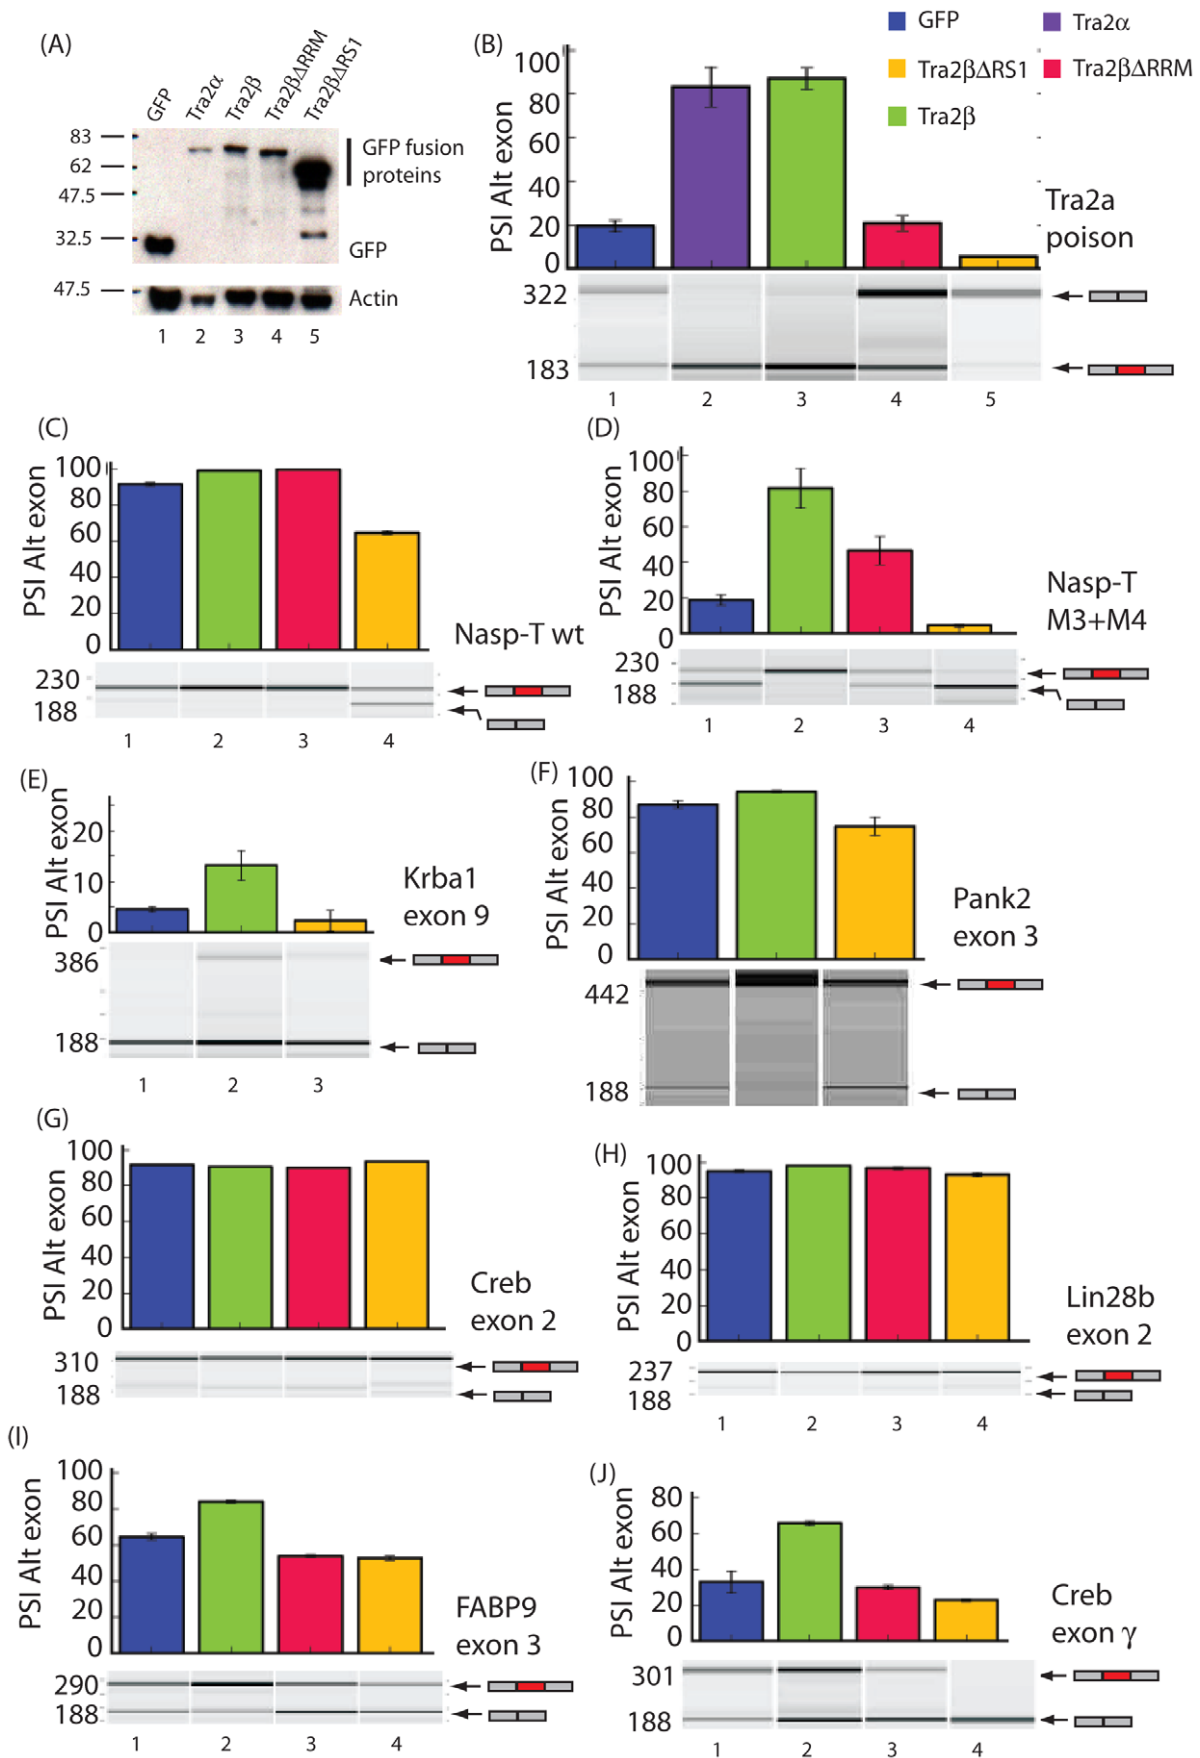 (A)
GFP
Tra2α
Tra2β
Tra2βΔRRM
Tra2βΔRS1
83
62
47.5
32.5
47.5
GFP fusion
proteins
GFP
Actin
1 2 3 4 5
(B)
GFP
Tra2α
Tra2βΔRS1
Tra2βΔRRM
Tra2β
PSI Alt exon
100
80
60
40
20
0
Tra2a
poison
322
183
1 2 3 4 5
(C)
PSI Alt exon
100
80
60
40
20
0
Nasp-T wt
230
188
1 2 3 4
(D)
PSI Alt exon
100
80
60
40
20
0
Nasp-T
M3+M4
230
188
1 2 3 4
(E)
PSI Alt exon
20
10
0
Krba1
exon 9
386
188
1 2 3
(F)
PSI Alt exon
100
80
60
40
20
0
Pank2
exon 3
442
188
(G)
PSI Alt exon
100
80
60
40
20
0
Creb
exon 2
310
188
(H)
PSI Alt exon
100
80
60
40
20
0
Lin28b
exon 2
237
188
1 2 3 4
(I)
PSI Alt exon
100
80
60
40
20
0
FABP9
exon 3
290
188
1 2 3 4
(J)
PSI Alt exon
80
60
40
20
0
Creb
exon γ
301
188
1 2 3 4